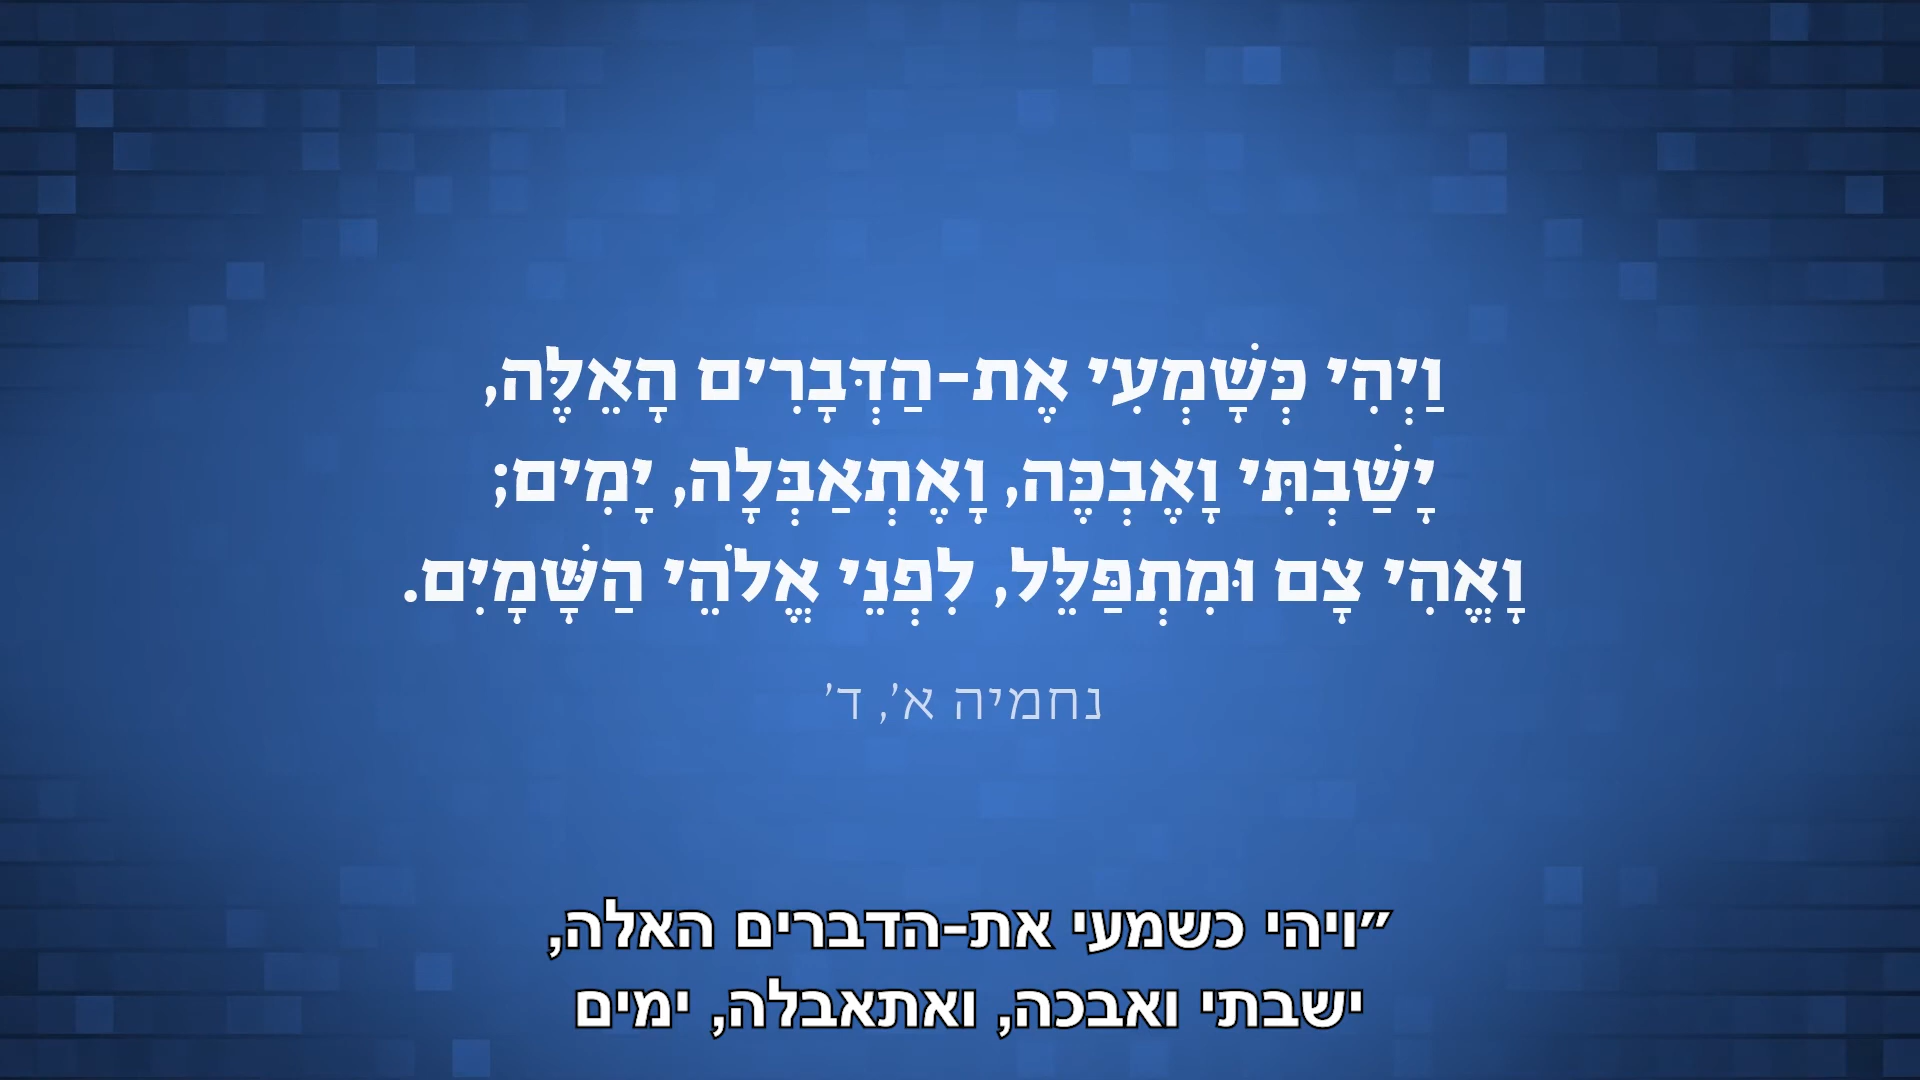 וַיְהִי כְּשָׁמְעִי אֶת-הַדְּבָרִים הָאֵלֶּה,
יָשַׁבְתִּי וָאֶבְכֶּה, וָאֶתְאַבְּלָה, יָמִים;
וָאֱהִי צָם וּמִתְפַּלֵּל, לִפְנֵי אֱלֹהֵי הַשָּׁמָיִם.
נחמיה א', ד'
״ויהי כשמעי את-הדברים האלה,
ישבתי ואבכה, ואתאבלה, ימים